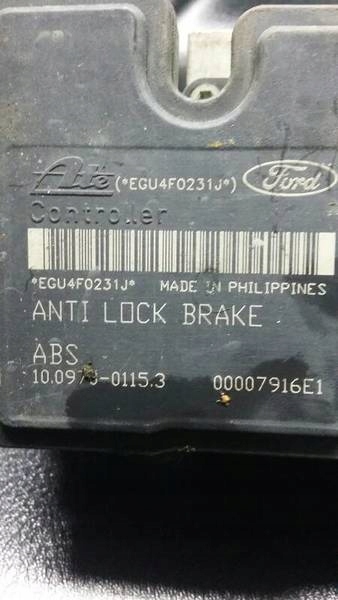 Ate (*EGU4F0231J*) Ford
Controller
*EGU4F0231J* MADE IN PHILIPPINES
ANTI LOCK BRAKE
ABS
00007916E1